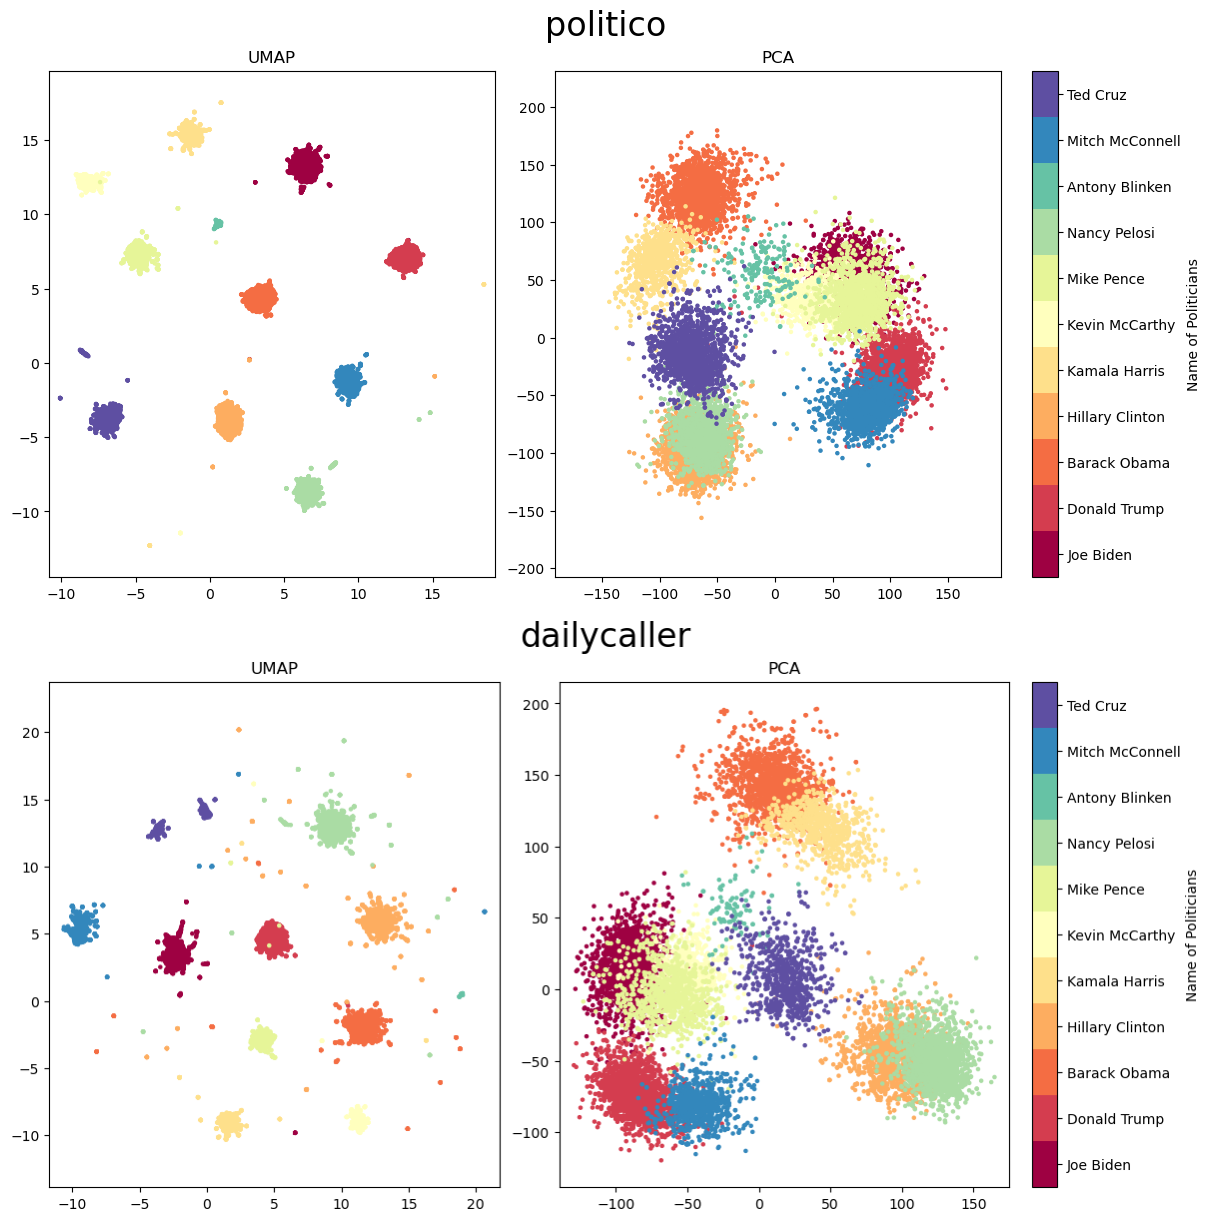 politico
UMAP
PCA
15
10
5
0
−5
−10
−10
−5
0
5
10
15
200
150
100
50
0
−50
−100
−150
−200
−150
−100
−50
0
50
100
150
Ted Cruz
Mitch McConnell
Antony Blinken
Nancy Pelosi
Mike Pence
Kevin McCarthy
Kamala Harris
Hillary Clinton
Barack Obama
Donald Trump
Joe Biden
Name of Politicians
dailycaller
UMAP
PCA
20
15
10
5
0
−5
−10
−10
−5
0
5
10
15
20
200
150
100
50
0
−50
−100
−100
−50
0
50
100
150
Ted Cruz
Mitch McConnell
Antony Blinken
Nancy Pelosi
Mike Pence
Kevin McCarthy
Kamala Harris
Hillary Clinton
Barack Obama
Donald Trump
Joe Biden
Name of Politicians